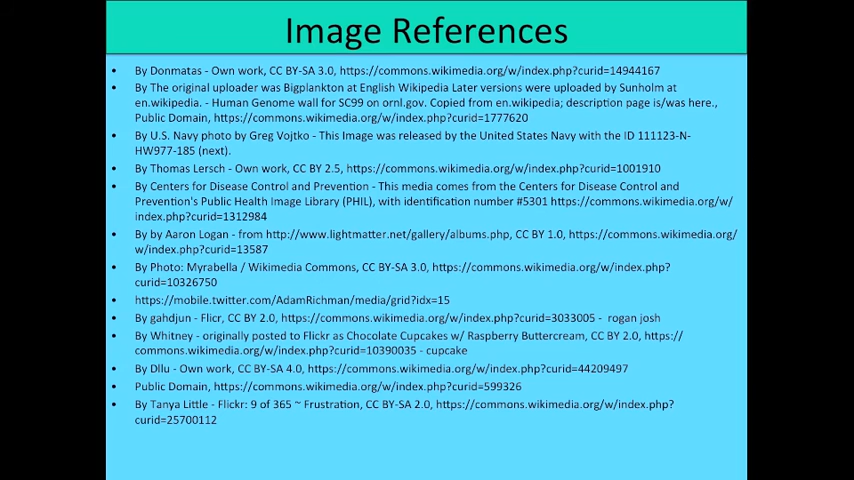 Image References
• By Donmatas - Own work, CC BY-SA 3.0, https://commons.wikimedia.org/w/index.php?curid=14944167
• By The original uploader was Bigplankton at English Wikipedia Later versions were uploaded by Sunholm at
en.wikipedia. - Human Genome wall for SC99 on ornl.gov. Copied from en.wikipedia; description page is/was here.,
Public Domain, https://commons.wikimedia.org/w/index.php?curid=1777620
• By U.S. Navy photo by Greg Vojtko - This Image was released by the United States Navy with the ID 111123-N-
HW977-185 (next).
• By Thomas Lersch - Own work, CC BY 2.5, https://commons.wikimedia.org/w/index.php?curid=1001910
• By Centers for Disease Control and Prevention - This media comes from the Centers for Disease Control and
Prevention's Public Health Image Library (PHIL), with identification number #5301 https://commons.wikimedia.org/w/
index.php?curid=1312984
• By by Aaron Logan - from http://www.lightmatter.net/gallery/albums.php, CC BY 1.0, https://commons.wikimedia.org/
w/index.php?curid=13587
• By Photo: Myrabella / Wikimedia Commons, CC BY-SA 3.0, https://commons.wikimedia.org/w/index.php?
curid=10326750
• https://mobile.twitter.com/AdamRichman/media/grid?idx=15
• By gahdjun - Flicr, CC BY 2.0, https://commons.wikimedia.org/w/index.php?curid=3033005 - rogan josh
• By Whitney - originally posted to Flickr as Chocolate Cupcakes w/ Raspberry Buttercream, CC BY 2.0, https://
commons.wikimedia.org/w/index.php?curid=10390035 - cupcake
• By Dllu - Own work, CC BY-SA 4.0, https://commons.wikimedia.org/w/index.php?curid=44209497
• Public Domain, https://commons.wikimedia.org/w/index.php?curid=599326
• By Tanya Little - Flickr: 9 of 365 ~ Frustration, CC BY-SA 2.0, https://commons.wikimedia.org/w/index.php?
curid=25700112